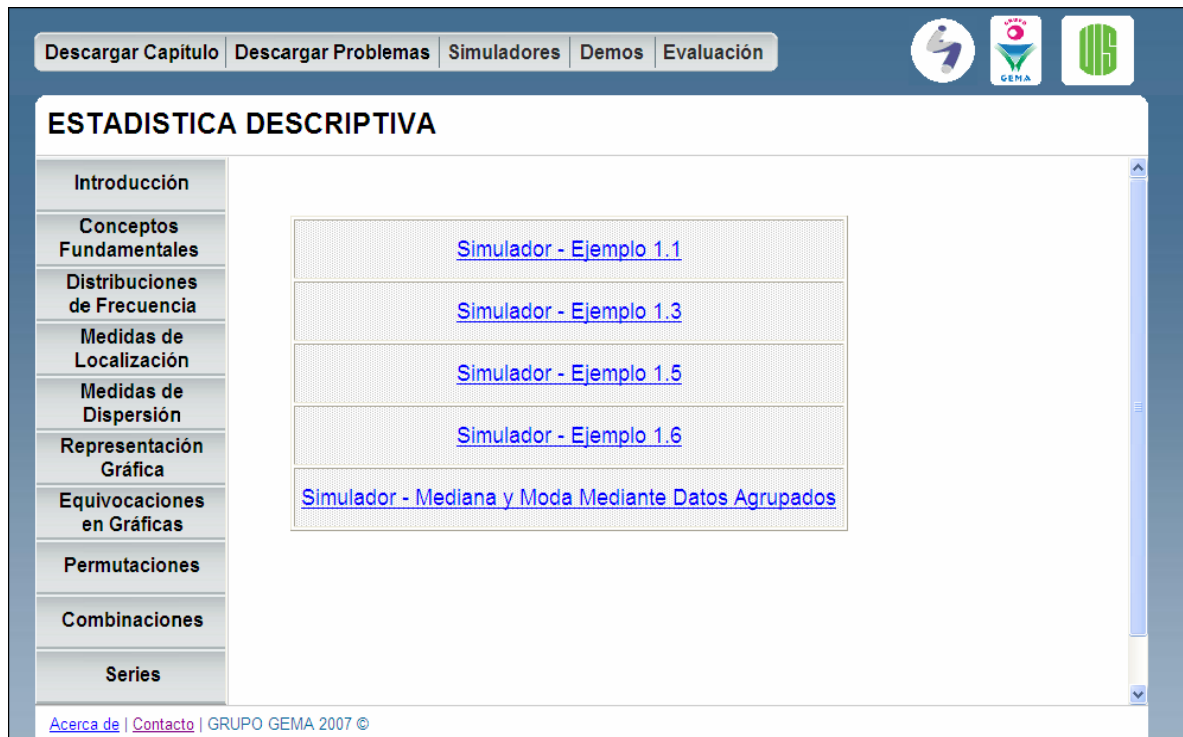 Descargar Capitulo | Descargar Problemas | Simuladores | Demos | Evaluación
GRUPO
GEMA
UIS
ESTADISTICA DESCRIPTIVA
Introducción
Conceptos
Fundamentales
Distribuciones
de Frecuencia
Medidas de
Localización
Medidas de
Dispersión
Representación
Gráfica
Equivocaciones
en Gráficas
Permutaciones
Combinaciones
Series
Simulador - Ejemplo 1.1
Simulador - Ejemplo 1.3
Simulador - Ejemplo 1.5
Simulador - Ejemplo 1.6
Simulador - Mediana y Moda Mediante Datos Agrupados
Acerca de | Contacto | GRUPO GEMA 2007 ©